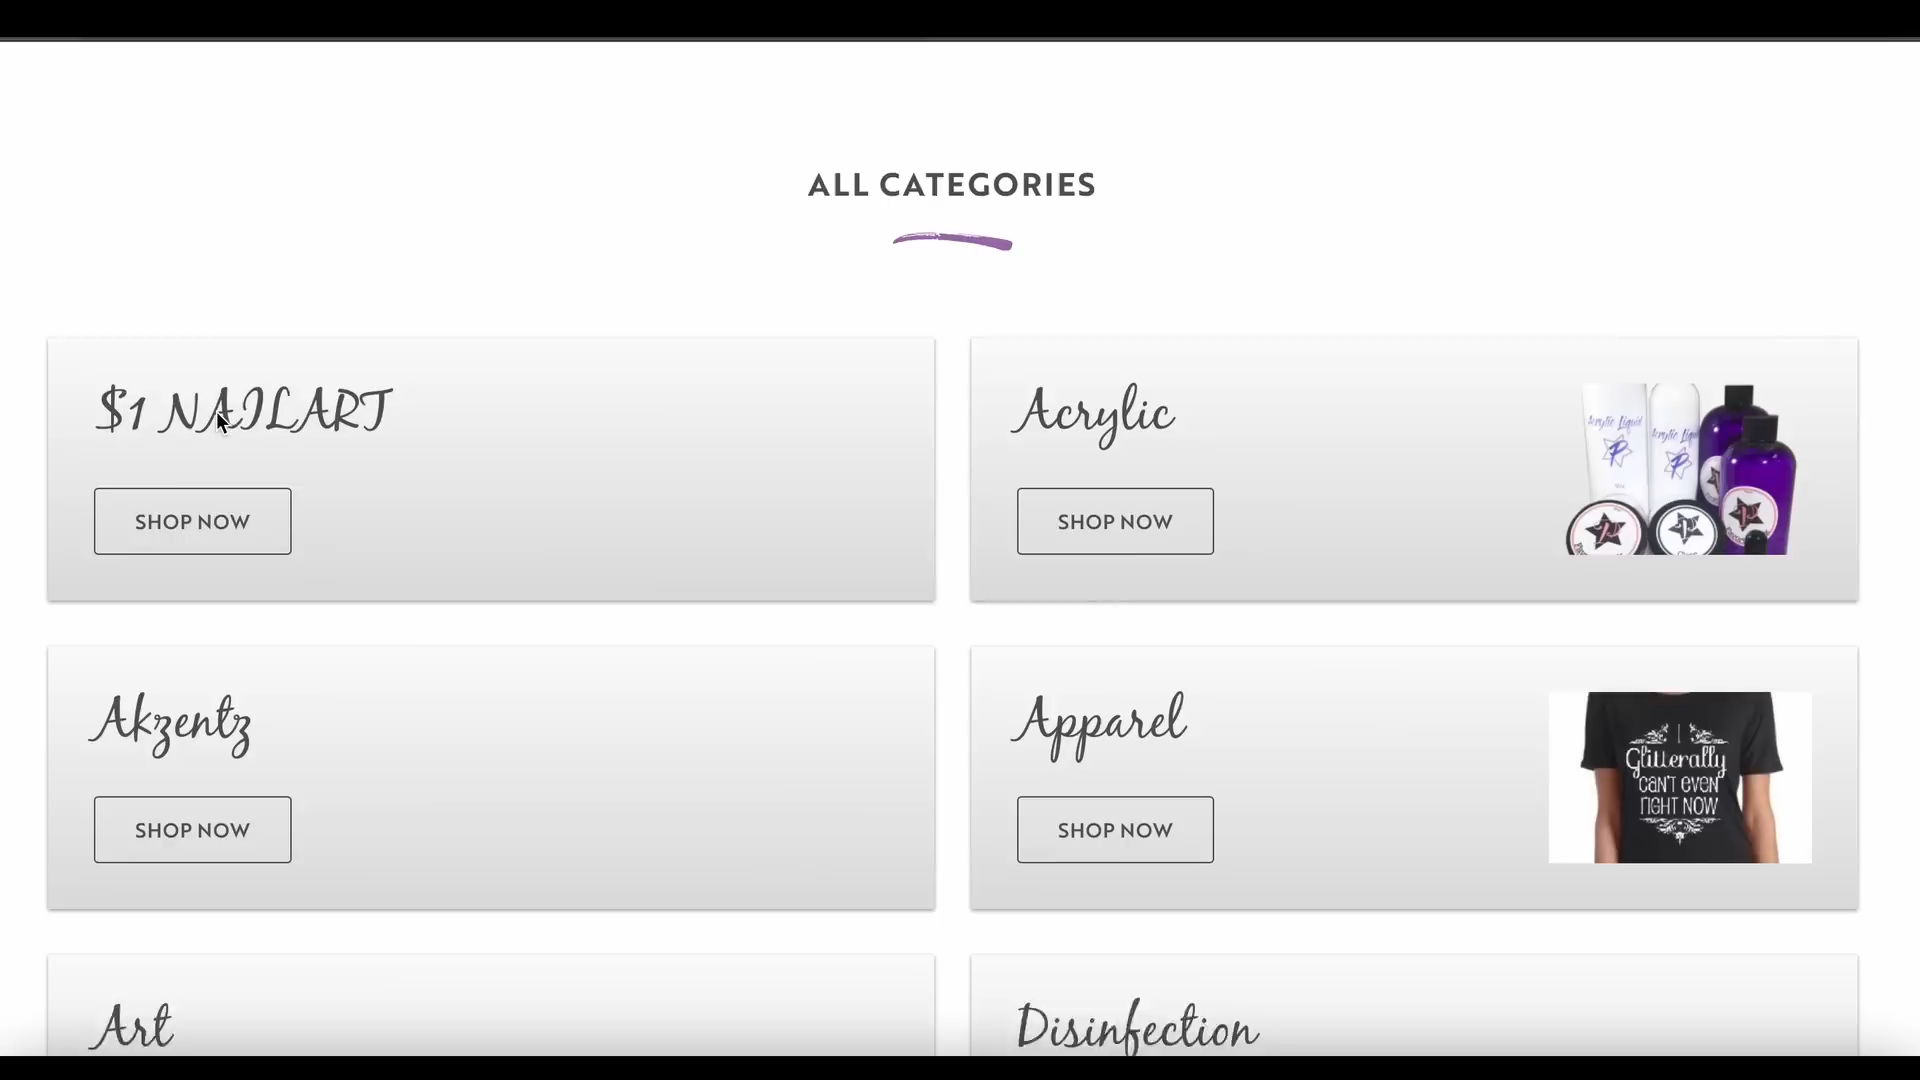 ALL CATEGORIES
$1 NAILART
SHOP NOW
Acrylic
SHOP NOW
Acrylic Liquid
Acrylic Liquid
Akzentz
SHOP NOW
Apparel
SHOP NOW
Glitterally
CAN'T EVEN
RIGHT NOW
Art
Disinfection